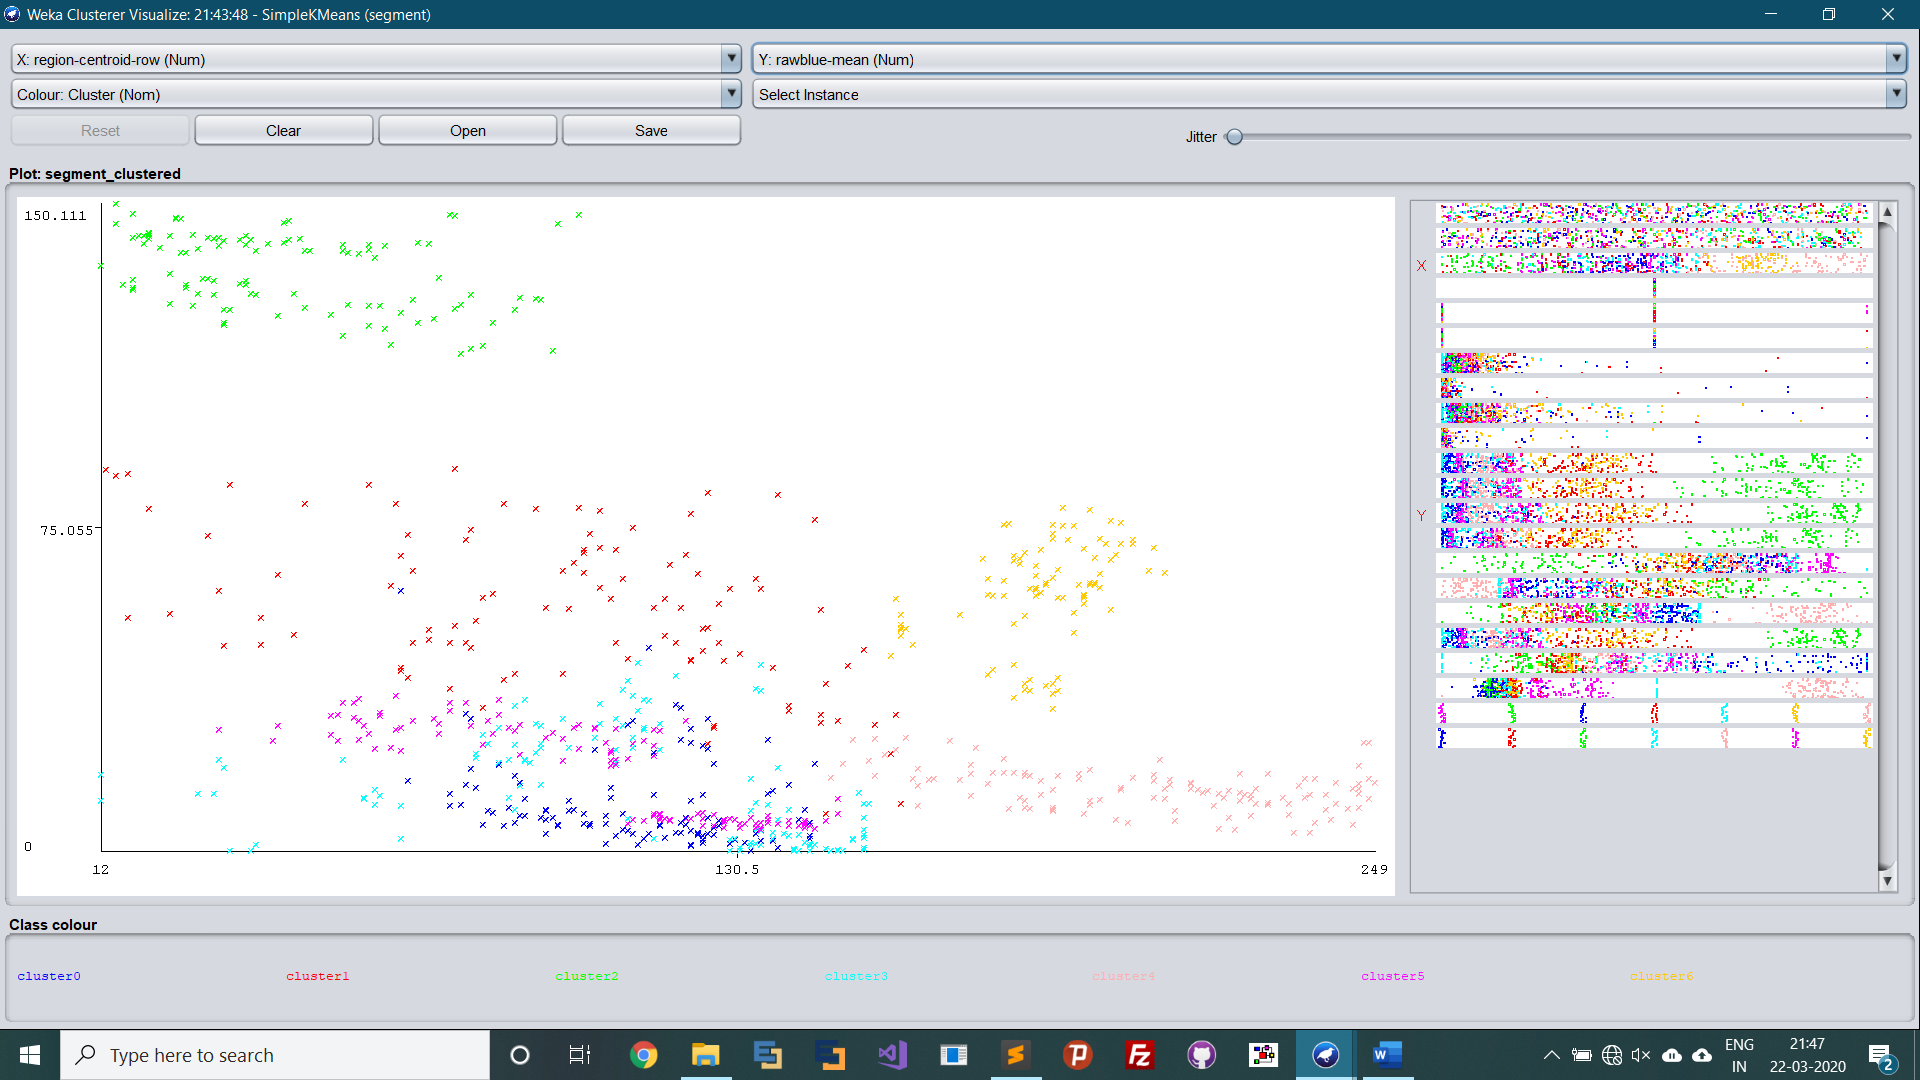 Weka Clusterer Visualize: 21:43:48 - SimpleKMeans (segment)
X: region-centroid-row (Num)
Y: rawblue-mean (Num)
Colour: Cluster (Nom)
Select Instance
Reset
Clear
Open
Save
Jitter
Plot: segment_clustered
150.111
75.055
0
12
130.5
249
X
Y
Class colour
cluster0
cluster1
cluster2
cluster3
cluster4
cluster5
cluster6
Type here to search
ENG
IN
21:47
22-03-2020
2